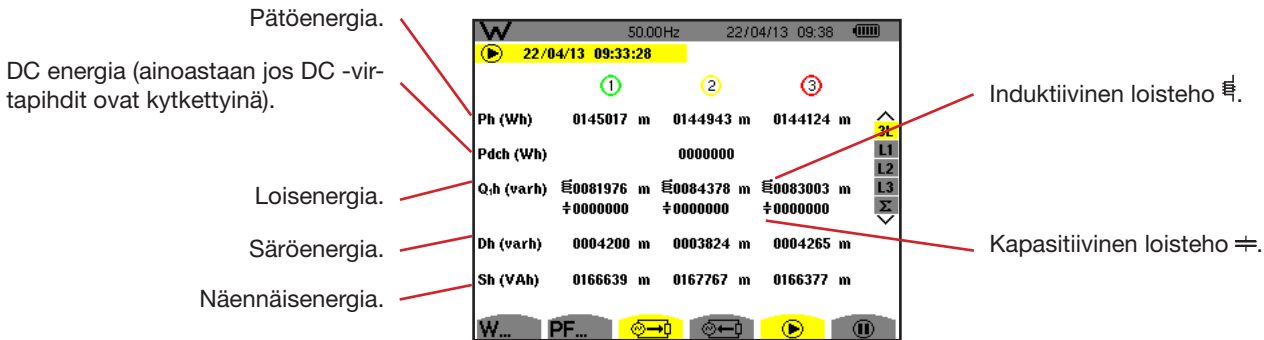 Pätöenergia.
DC energia (ainoastaan jos DC -vir-
tapihdit ovat kytkettyinä).
Loisenergia.
Säröenergia.
Näennäisenergia.
W 50.00Hz 22/04/13 09:38
22/04/13 09:33:28
1 2 3
Ph (Wh) 0145017 m 0144943 m 0144124 m
Pdch (Wh) 0000000
Q₁h (varh) 0081976 m 0084378 m 0083003 m
0000000 0000000 0000000
Dh (varh) 0004200 m 0003824 m 0004265 m
Sh (VAh) 0166639 m 0167767 m 0166377 m
3L
L1
L2
L3
Σ
W... PF...
Induktiivinen loisteho .
Kapasitiivinen loisteho .